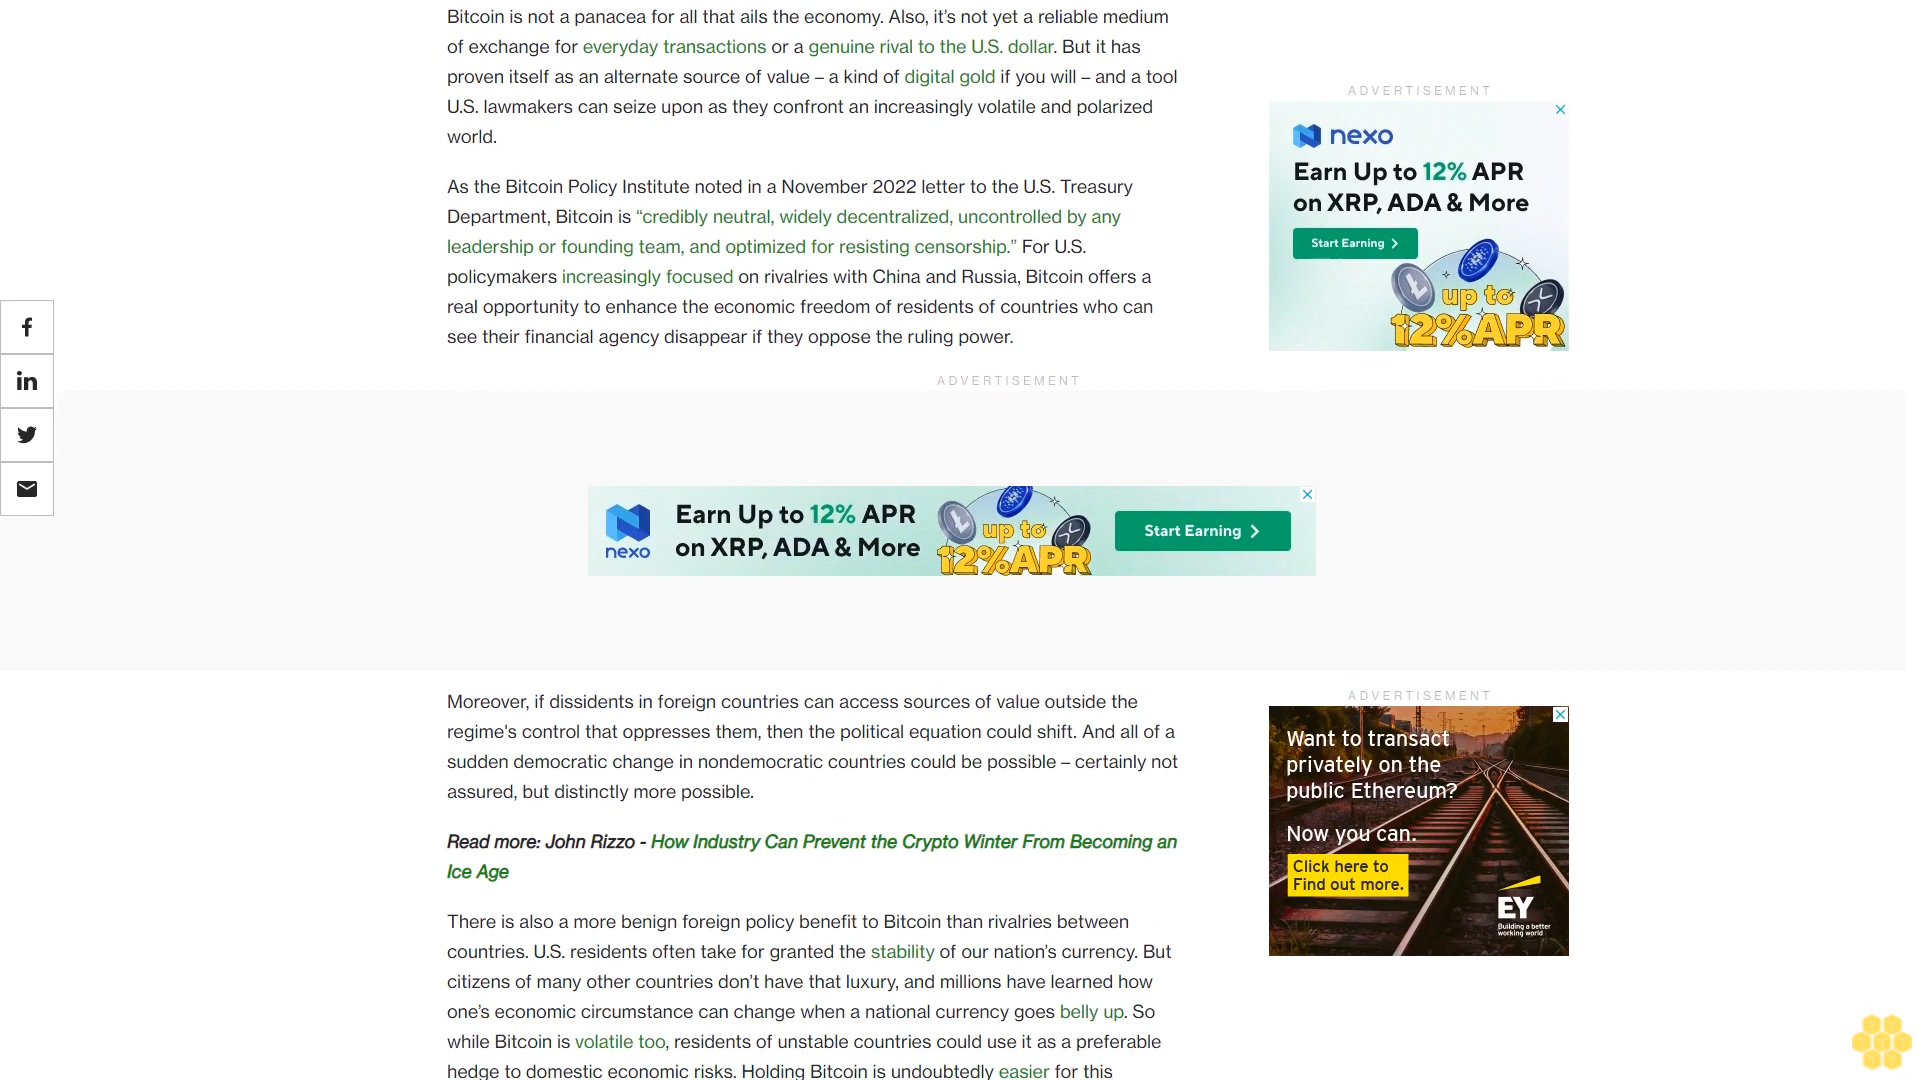 Bitcoin is not a panacea for all that ails the economy. Also, it’s not yet a reliable medium
of exchange for everyday transactions or a genuine rival to the U.S. dollar. But it has
proven itself as an alternate source of value – a kind of digital gold if you will – and a tool
U.S. lawmakers can seize upon as they confront an increasingly volatile and polarized
world.
As the Bitcoin Policy Institute noted in a November 2022 letter to the U.S. Treasury
Department, Bitcoin is “credibly neutral, widely decentralized, uncontrolled by any
leadership or founding team, and optimized for resisting censorship.” For U.S.
policymakers increasingly focused on rivalries with China and Russia, Bitcoin offers a
real opportunity to enhance the economic freedom of residents of countries who can
see their financial agency disappear if they oppose the ruling power.
ADVERTISEMENT
nexo
Earn Up to 12% APR
on XRP, ADA & More
Start Earning
up to
12% APR
ADVERTISEMENT
nexo
Earn Up to 12% APR
on XRP, ADA & More
up to
12% APR
Start Earning
Moreover, if dissidents in foreign countries can access sources of value outside the
regime's control that oppresses them, then the political equation could shift. And all of a
sudden democratic change in nondemocratic countries could be possible – certainly not
assured, but distinctly more possible.
Read more: John Rizzo - How Industry Can Prevent the Crypto Winter From Becoming an
Ice Age
There is also a more benign foreign policy benefit to Bitcoin than rivalries between
countries. U.S. residents often take for granted the stability of our nation’s currency. But
citizens of many other countries don’t have that luxury, and millions have learned how
one’s economic circumstance can change when a national currency goes belly up. So
while Bitcoin is volatile too, residents of unstable countries could use it as a preferable
hedge to domestic economic risks. Holding Bitcoin is undoubtedly easier for this
ADVERTISEMENT
Want to transact
privately on the
public Ethereum?
Now you can.
Click here to
Find out more.
EY
Building a better
working world